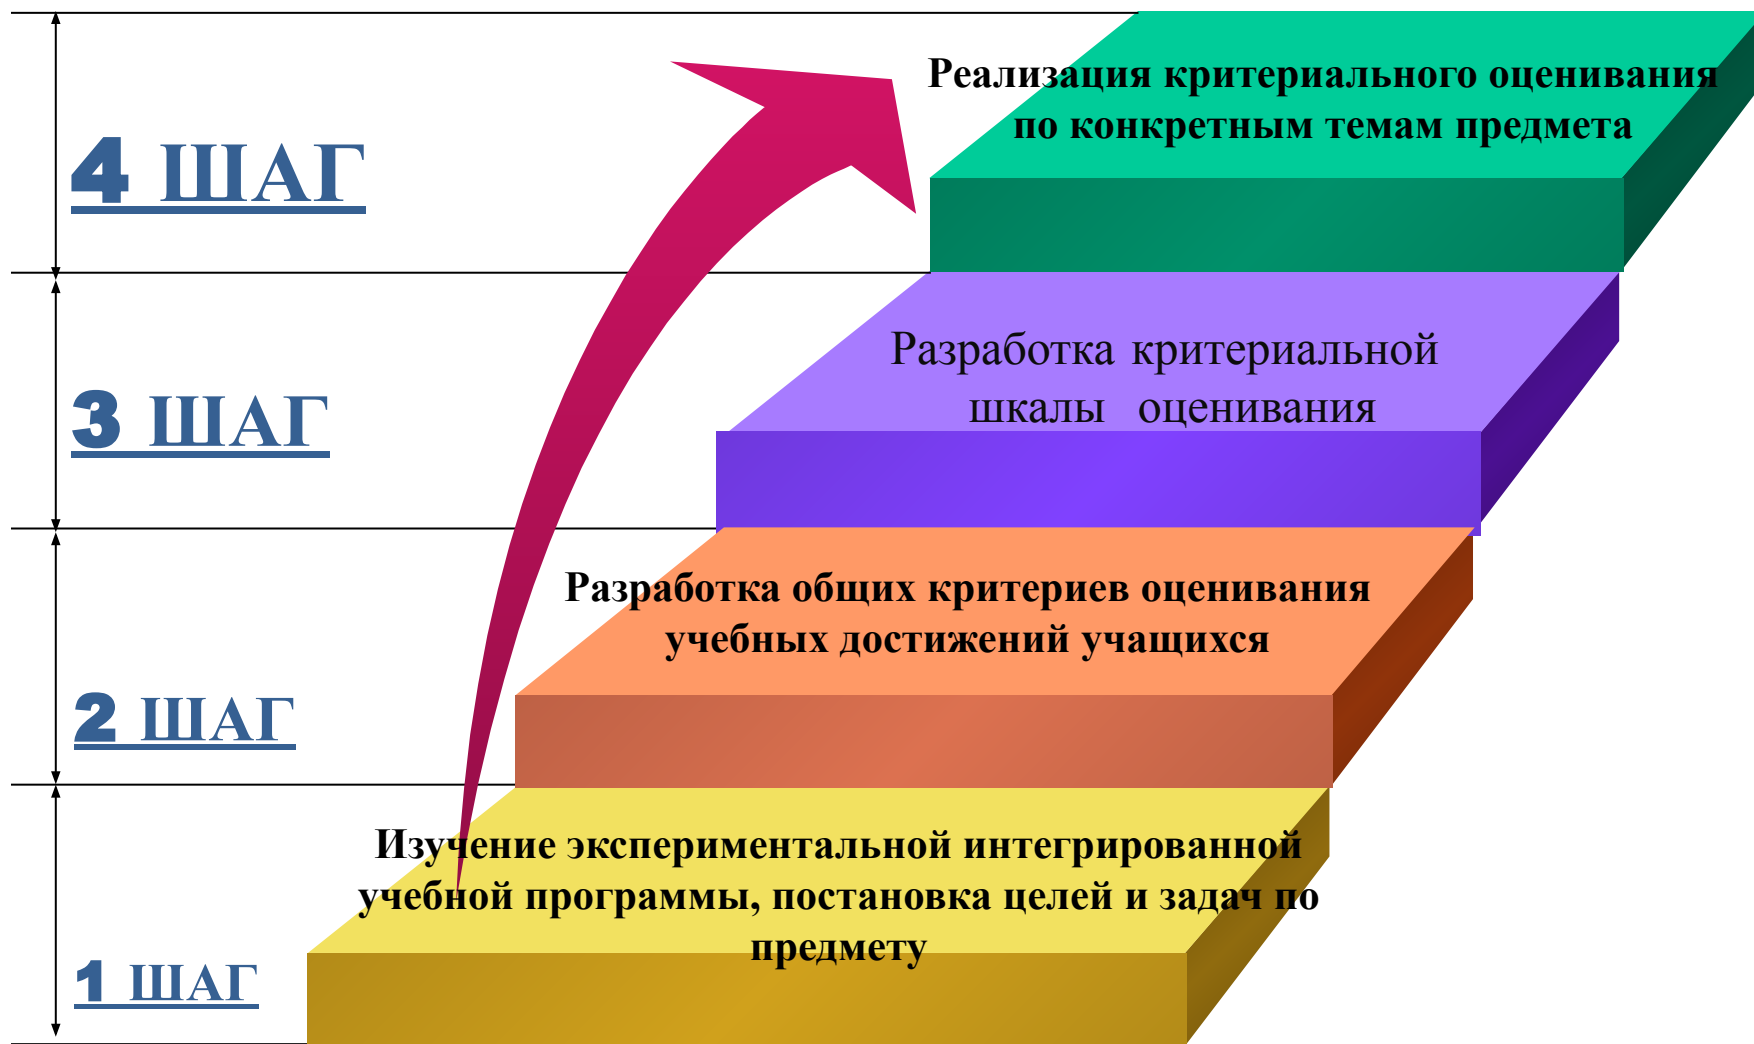 4 ШАГ
Реализация критериального оценивания
по конкретным темам предмета
3 ШАГ
Разработка критериальной
шкалы оценивания
2 ШАГ
Разработка общих критериев оценивания
учебных достижений учащихся
1 ШАГ
Изучение экспериментальной интегрированной
учебной программы, постановка целей и задач по
предмету